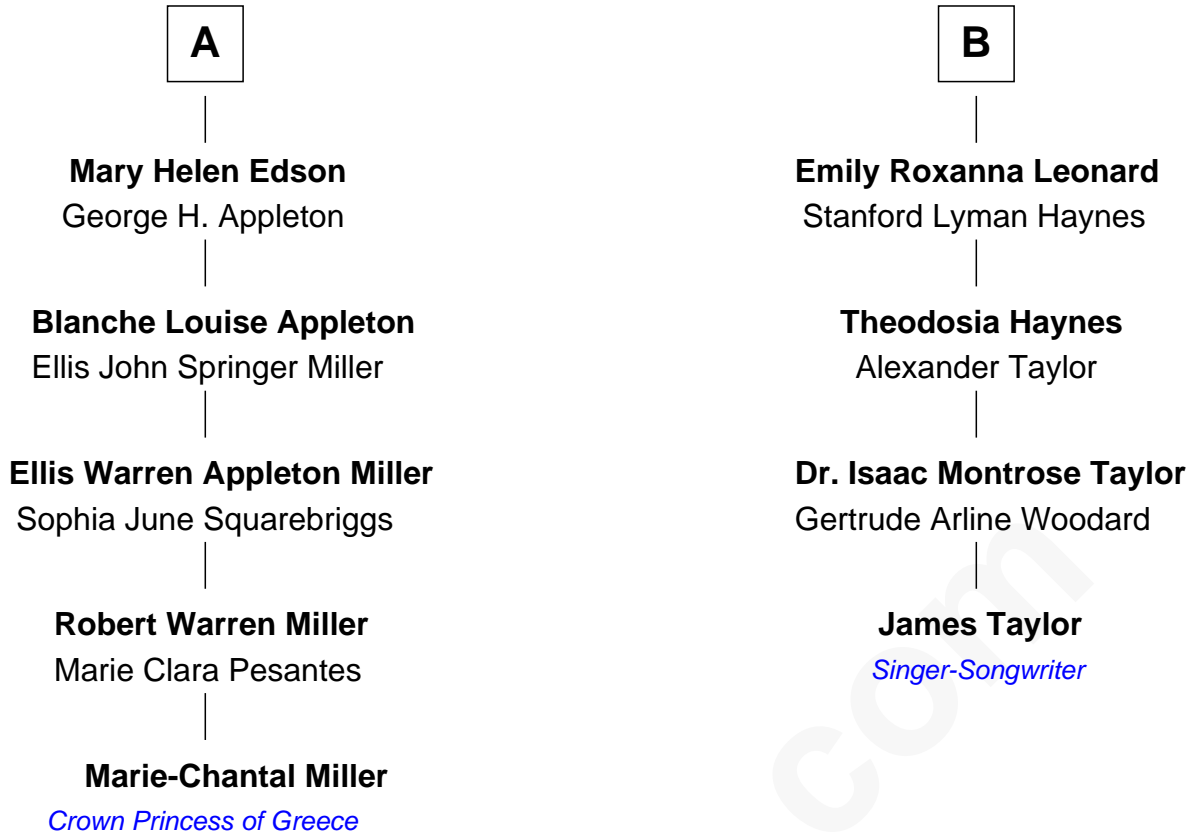 A
Mary Helen Edson
George H. Appleton
Blanche Louise Appleton
Ellis John Springer Miller
Ellis Warren Appleton Miller
Sophia June Squarebriggs
Robert Warren Miller
Marie Clara Pesantes
Marie-Chantal Miller
Crown Princess of Greece
B
Emily Roxanna Leonard
Stanford Lyman Haynes
Theodosia Haynes
Alexander Taylor
Dr. Isaac Montrose Taylor
Gertrude Arline Woodard
James Taylor
Singer-Songwriter
com